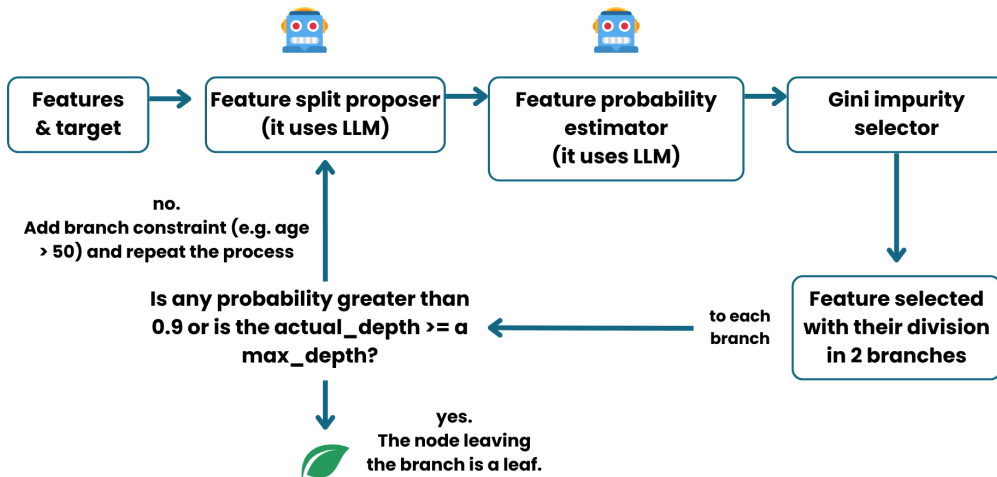 Features
& target
Feature split proposer
(it uses LLM)
Feature probability
estimator
(it uses LLM)
Gini impurity
selector
no.
Add branch constraint (e.g. age
> 50) and repeat the process
Is any probability greater than
0.9 or is the actual_depth >= a
max_depth?
to each
branch
Feature selected
with their division
in 2 branches
yes.
The node leaving
the branch is a leaf.